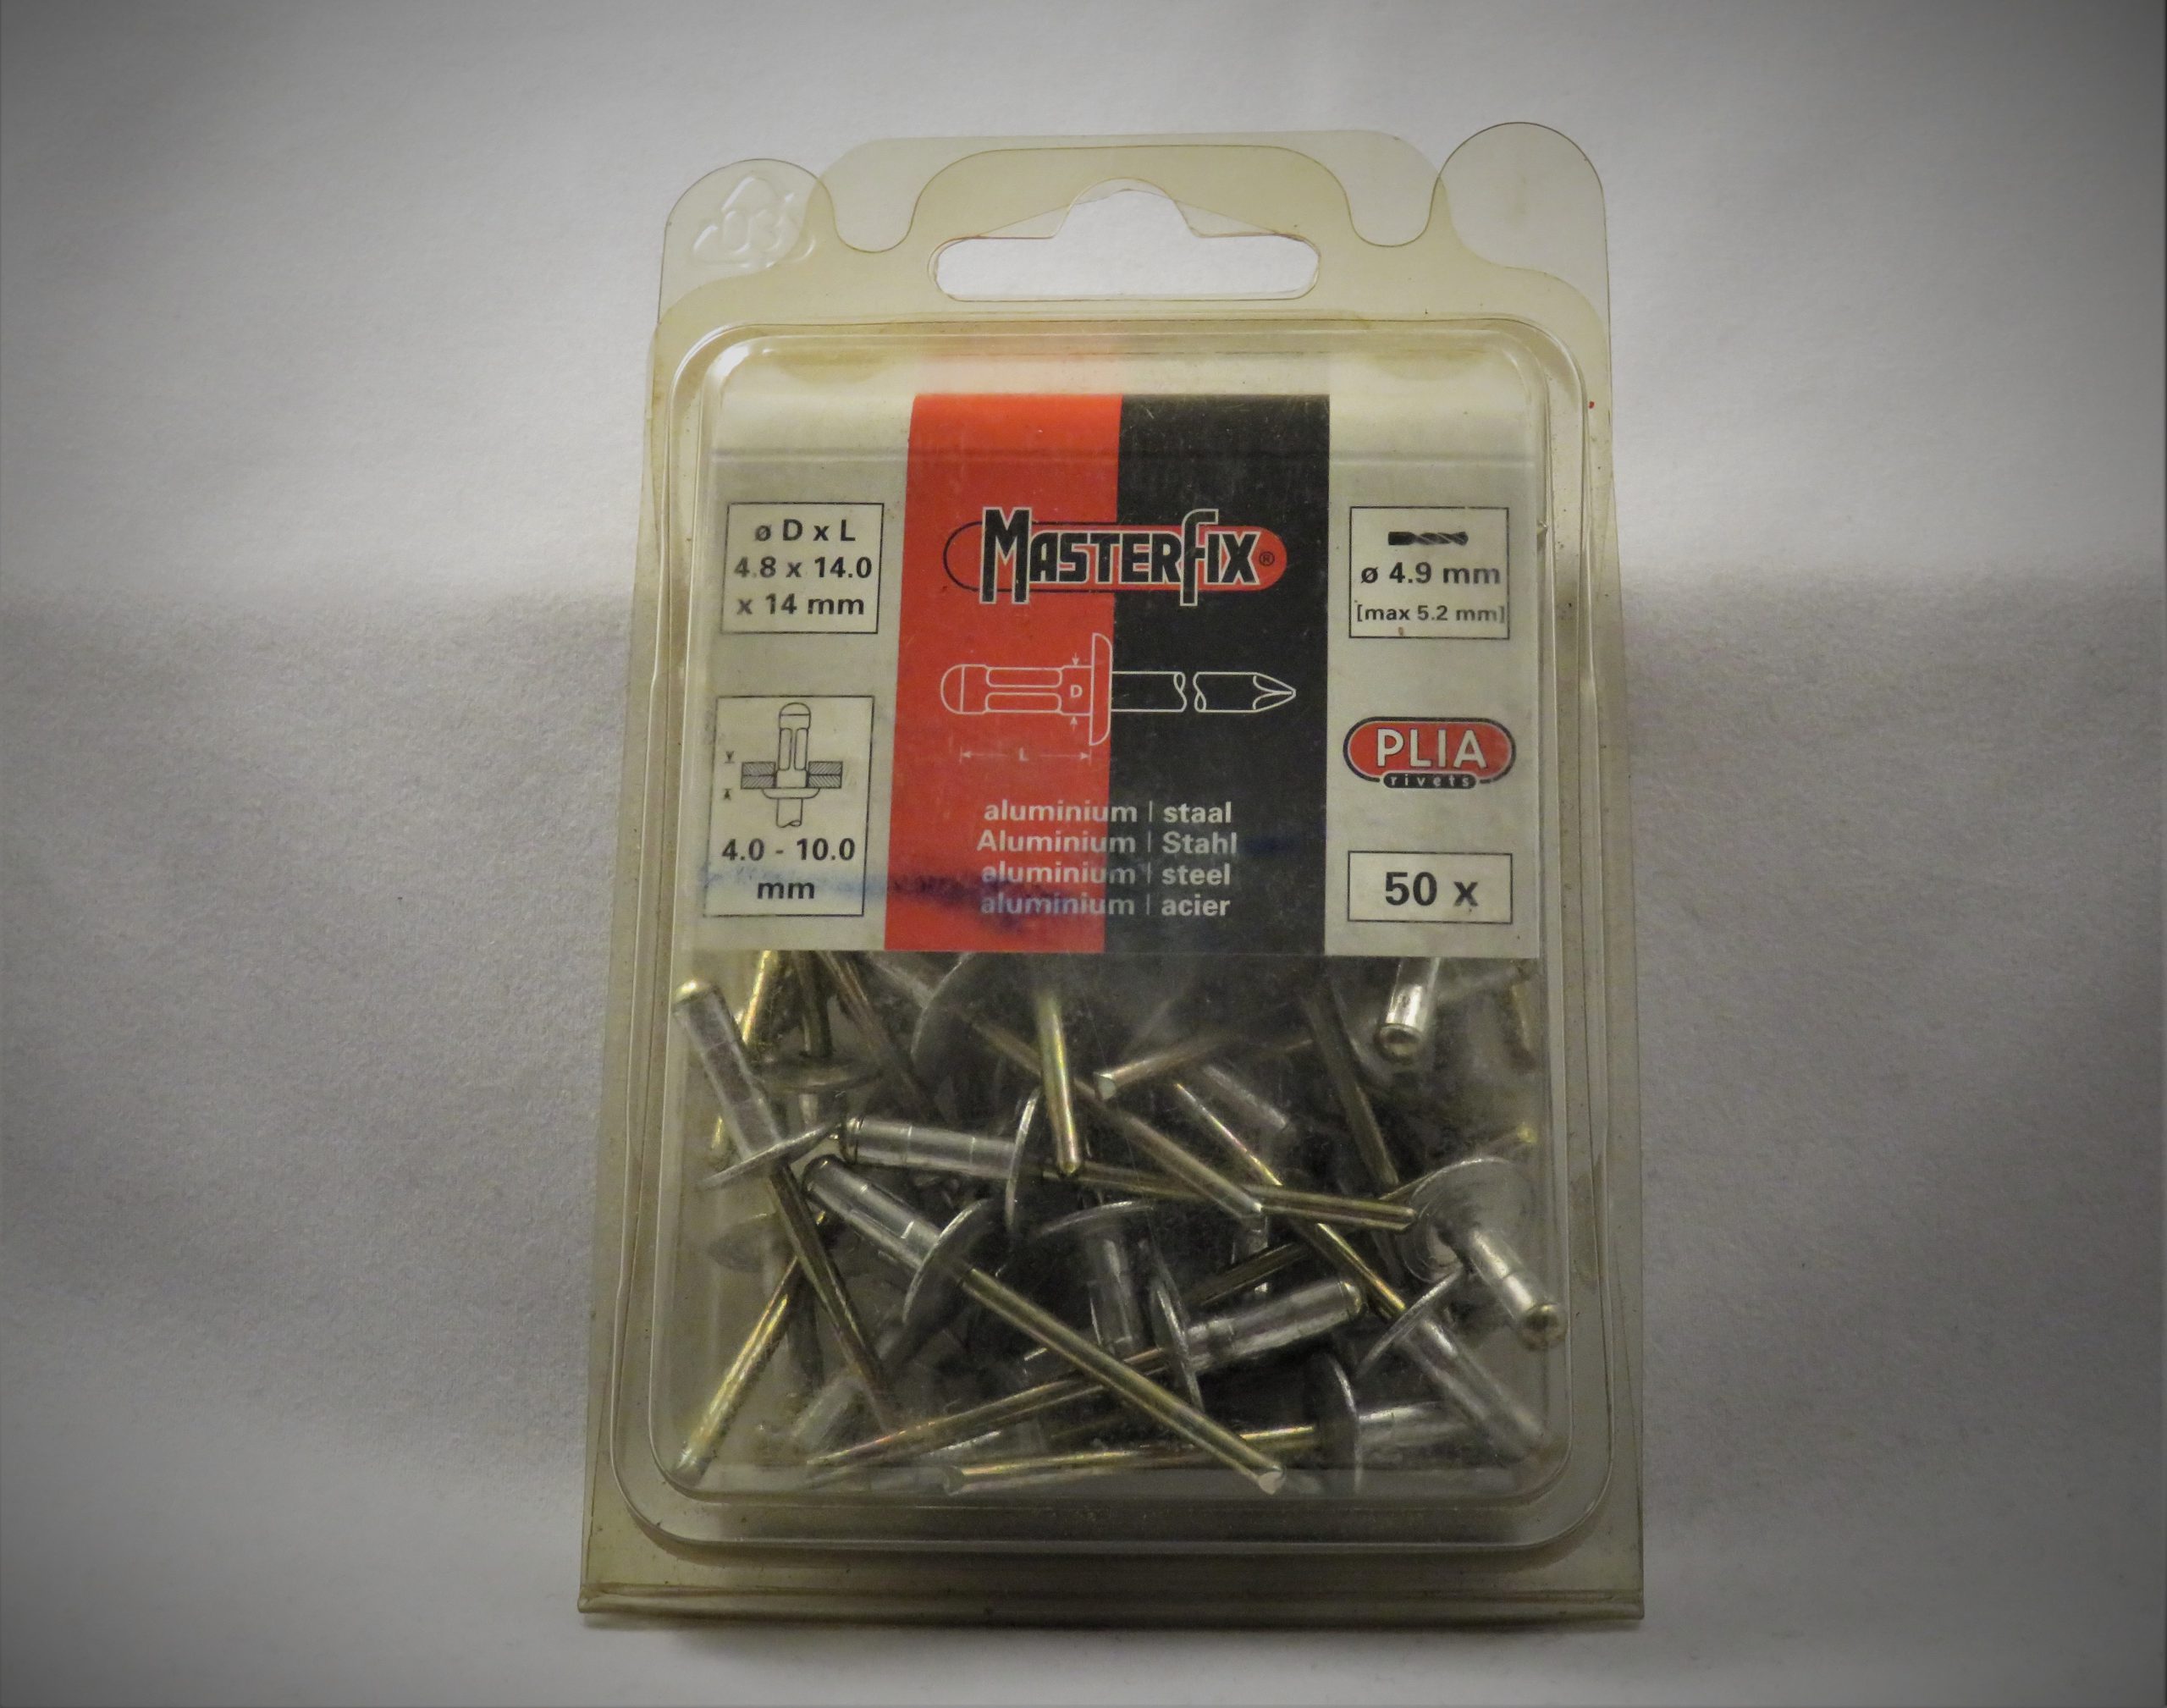 ø D x L
4.8 x 14.0
x 14 mm
MASTERfIX®
ø 4.9 mm
[max 5.2 mm]
D
L
PLIA
rivets
4.0 - 10.0
mm
aluminium | staal
Aluminium | Stahl
aluminium | steel
aluminium | acier
50 x